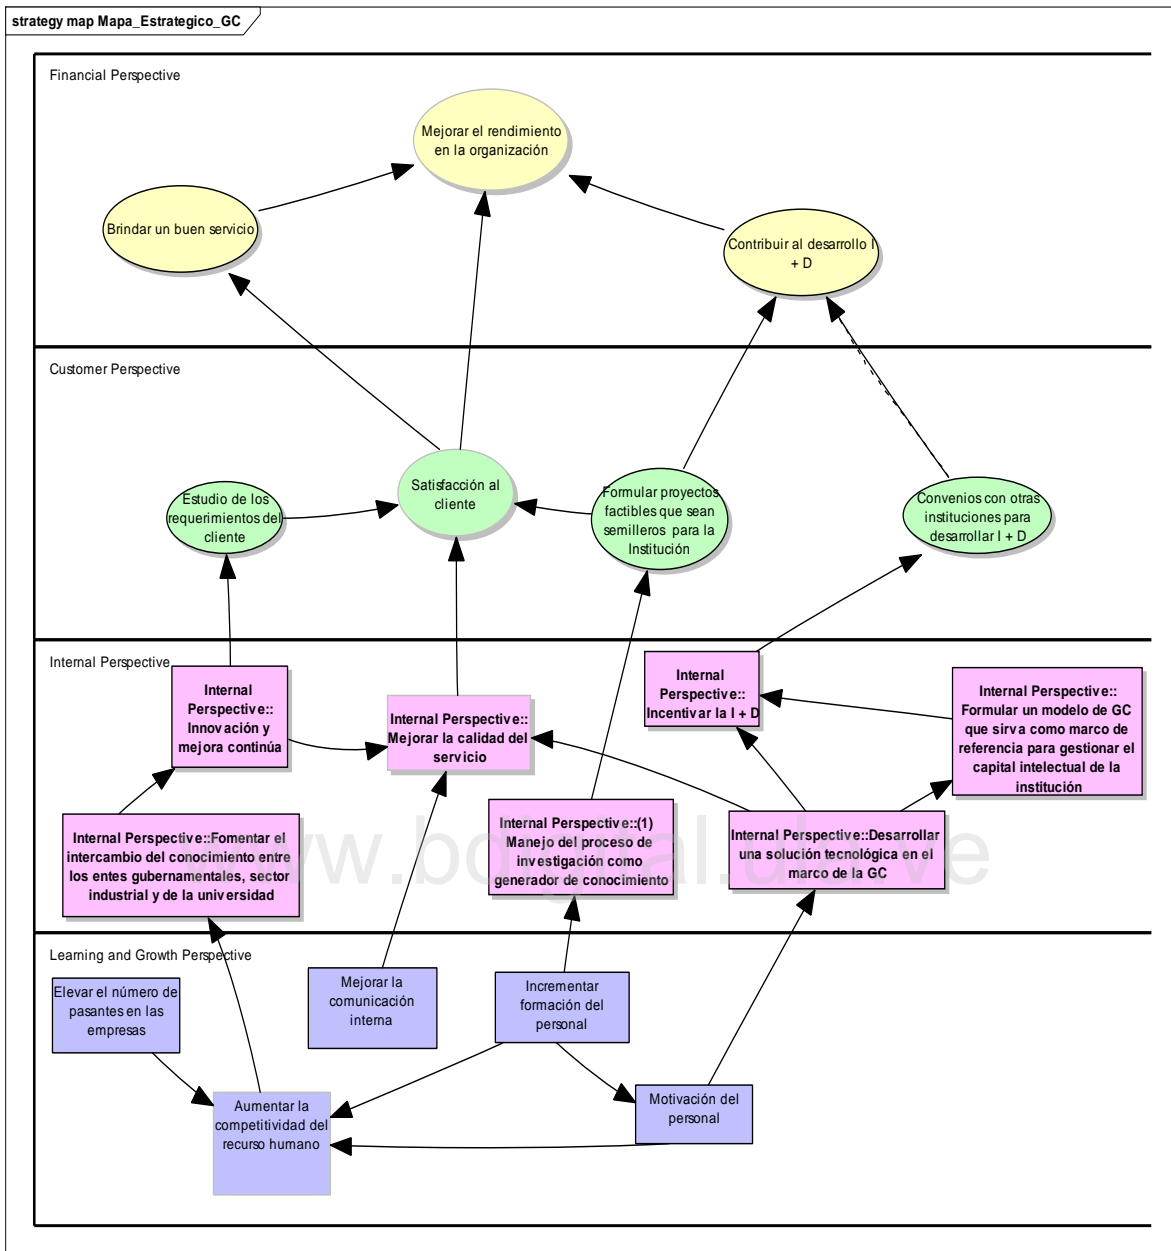 strategy map Mapa_Estrategico_GC
Financial Perspective
Mejorar el rendimiento
en la organización
Brindar un buen servicio
Contribuir al desarrollo I
+ D
Customer Perspective
Estudio de los
requerimientos del
cliente
Satisfacción al
cliente
Formular proyectos
factibles que sean
semilleros para la
Institución
Convenios con otras
instituciones para
desarrollar I + D
Internal Perspective
Internal
Perspective::
Innovación y
mejora continúa
Internal Perspective::
Mejorar la calidad del
servicio
Internal
Perspective::
Incentivar la I + D
Internal Perspective::
Formular un modelo de GC
que sirva como marco de
referencia para gestionar el
capital intelectual de la
institución
Internal Perspective::Fomentar el
intercambio del conocimiento entre
los entes gubernamentales, sector
industrial y de la universidad
Internal Perspective::(1)
Manejo del proceso de
investigación como
generador de conocimiento
Internal Perspective::Desarrollar
una solución tecnológica en el
marco de la GC
www.bdigital.ula.ve
Learning and Growth Perspective
Elevar el número de
pasantes en las
empresas
Mejorar la
comunicación
interna
Incrementar
formación del
personal
Aumentar la
competitividad del
recurso humano
Motivación del
personal